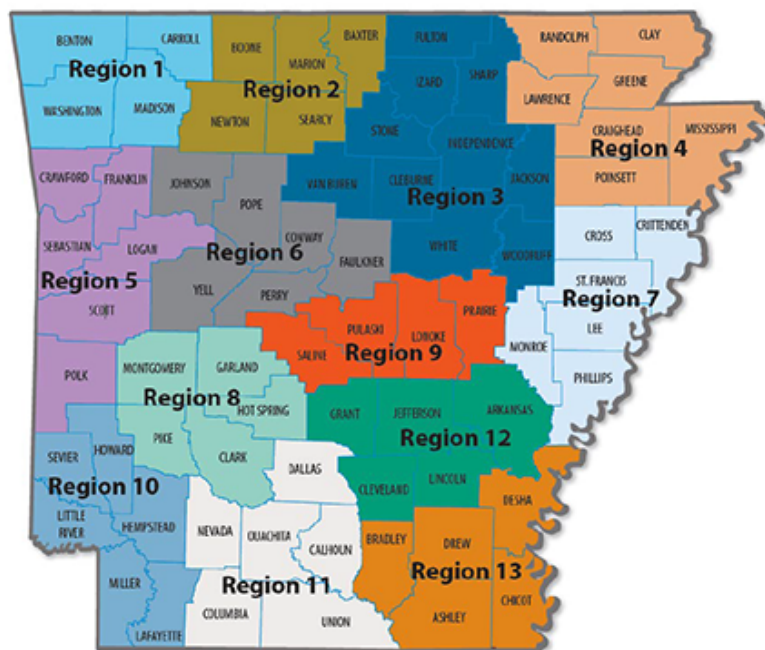 BENTON
CARROLL
Region 1
WASHINGTON
MADISON
BOONE
MARION
BAXTER
Region 2
NEWTON
SEARCY
FULTON
IZARD
SHARP
STONE
INDEPENDENCE
VAN BUREN
CLEBURNE
JACKSON
Region 3
WHITE
WOODRUFF
RANDOLPH
CLAY
LAWRENCE
GREENE
CRAIGHEAD
MISSISSIPPI
Region 4
POINSETT
CRAWFORD
FRANKLIN
SEBASTIAN
LOGAN
Region 5
SCOTT
POLK
JOHNSON
POPE
CONWAY
Region 6
FAULKNER
YELL
PERRY
CROSS
CRITTENDEN
ST. FRANCIS
Region 7
LEE
MONROE
PHILLIPS
MONTGOMERY
GARLAND
Region 8
HOT SPRING
PIKE
CLARK
PULASKI
LONOKE
PRAIRIE
SALINE
Region 9
SEVIER
HOWARD
Region 10
LITTLE
RIVER
HEMPSTEAD
MILLER
LAFAYETTE
DALLAS
NEVADA
OUACHITA
CALHOUN
Region 11
COLUMBIA
UNION
GRANT
JEFFERSON
ARKANSAS
Region 12
CLEVELAND
LINCOLN
DESHA
BRADLEY
DREW
Region 13
ASHLEY
CHICOT